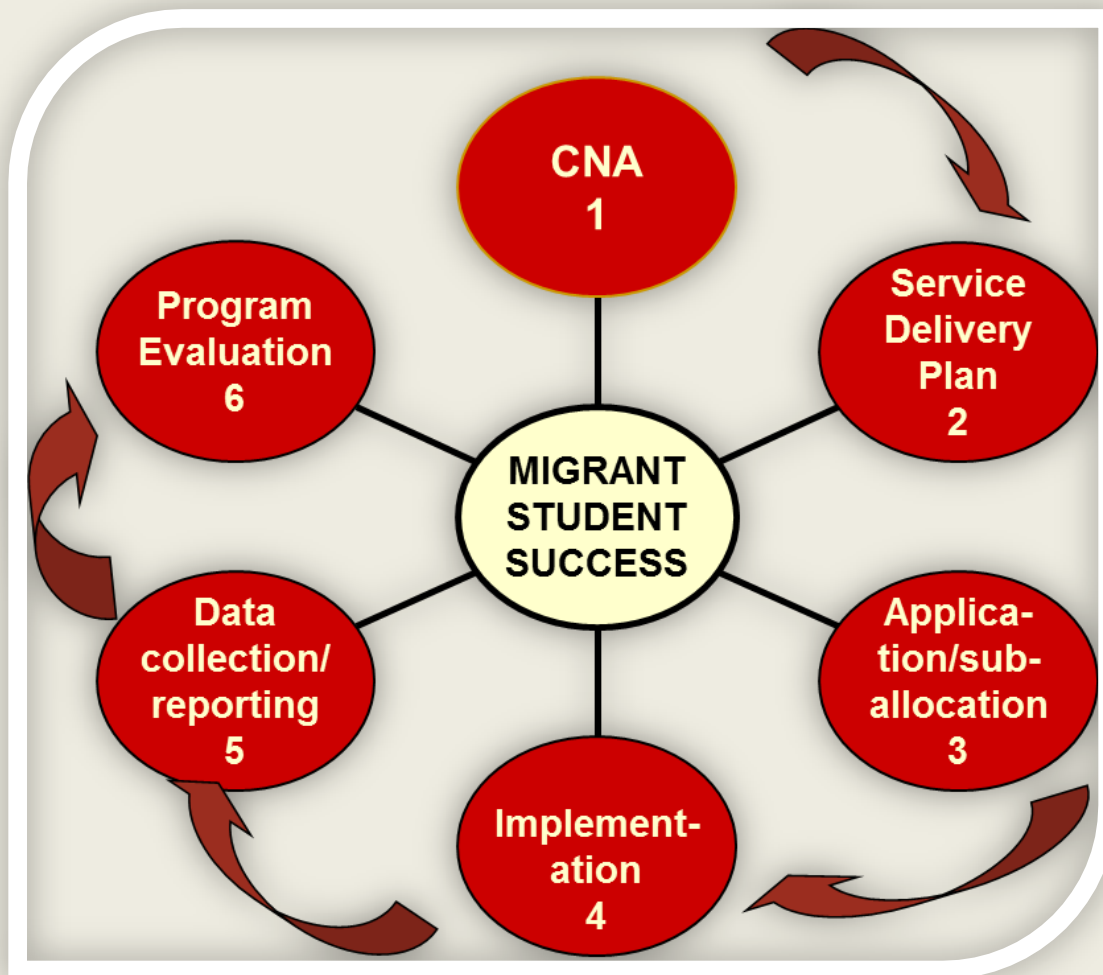 CNA
1
Service
Delivery
Plan
2
Applica-
tion/sub-
allocation
3
Implement-
ation
4
Data
collection/
reporting
5
Program
Evaluation
6
MIGRANT
STUDENT
SUCCESS